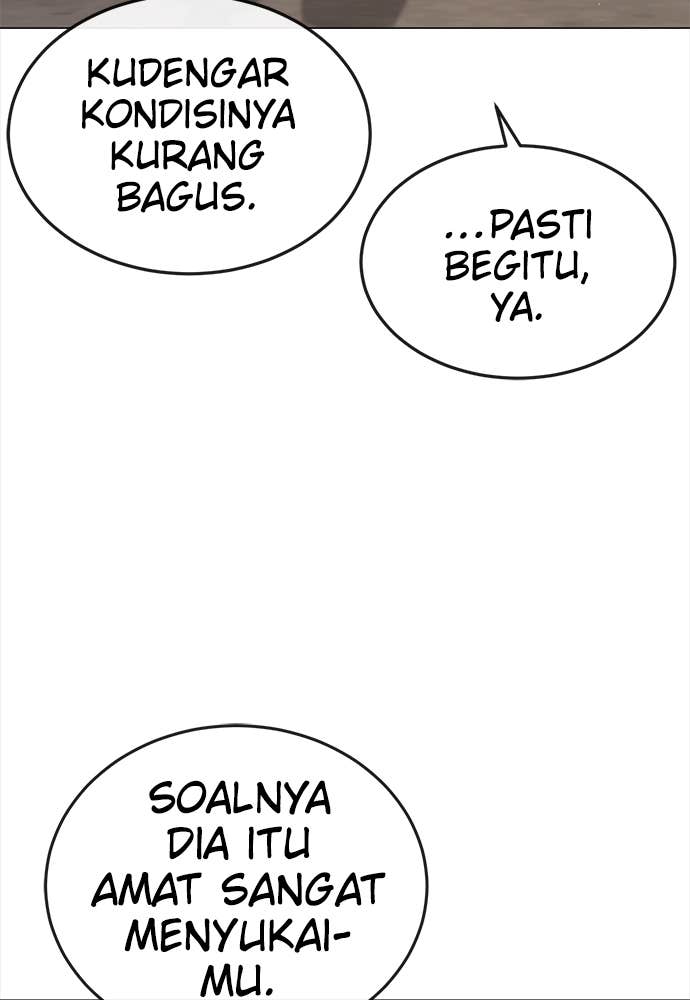 KUDENGAR
KONDISINYA
KURANG
BAGUS.
...PASTI
BEGITU,
YA.
SOALNYA
DIA ITU
AMAT SANGAT
MENYUKAI-
MU.